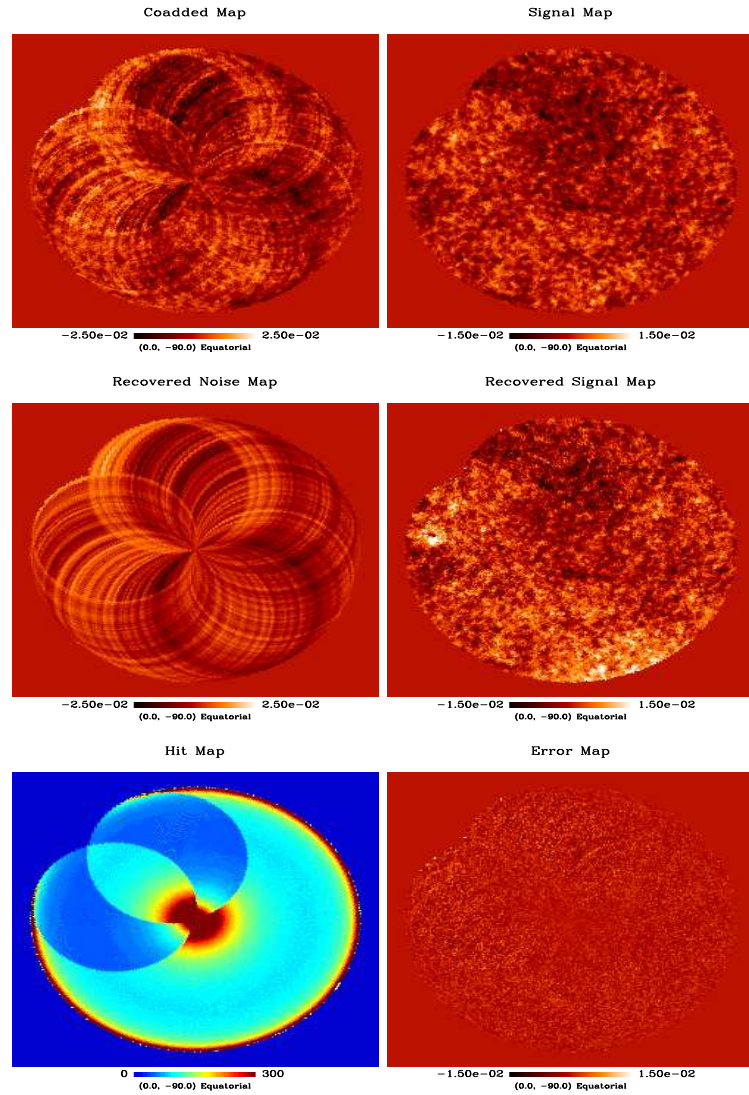 Coadded Map
Signal Map
−2.50e−02 2.50e−02
(0.0, −90.0) Equatorial
−1.50e−02 1.50e−02
(0.0, −90.0) Equatorial
Recovered Noise Map
Recovered Signal Map
−2.50e−02 2.50e−02
(0.0, −90.0) Equatorial
−1.50e−02 1.50e−02
(0.0, −90.0) Equatorial
Hit Map
Error Map
0 300
(0.0, −90.0) Equatorial
−1.50e−02 1.50e−02
(0.0, −90.0) Equatorial